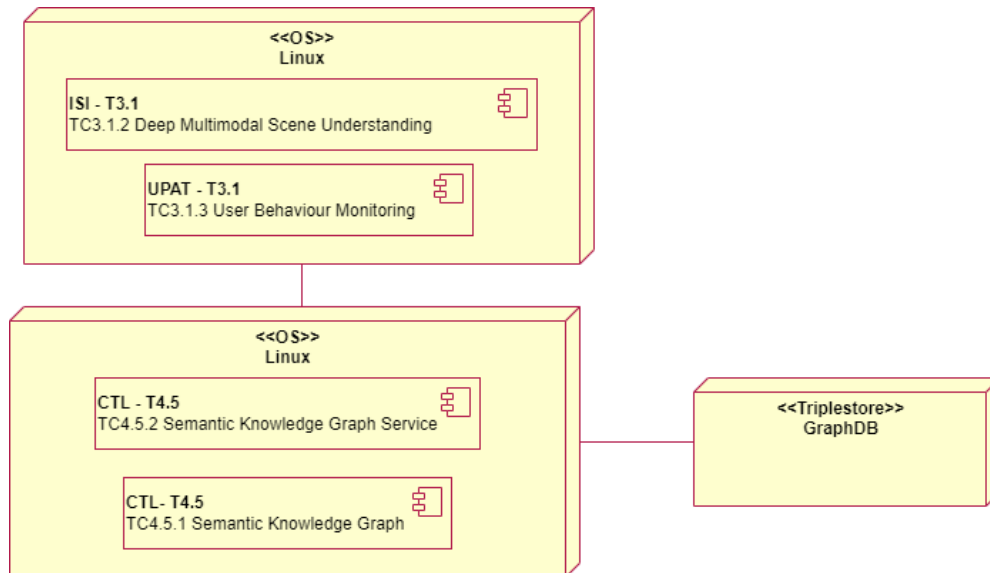 <<OS>>
Linux
ISI - T3.1
TC3.1.2 Deep Multimodal Scene Understanding
UPAT - T3.1
TC3.1.3 User Behaviour Monitoring
<<OS>>
Linux
CTL - T4.5
TC4.5.2 Semantic Knowledge Graph Service
<<Triplestore>>
GraphDB
CTL- T4.5
TC4.5.1 Semantic Knowledge Graph